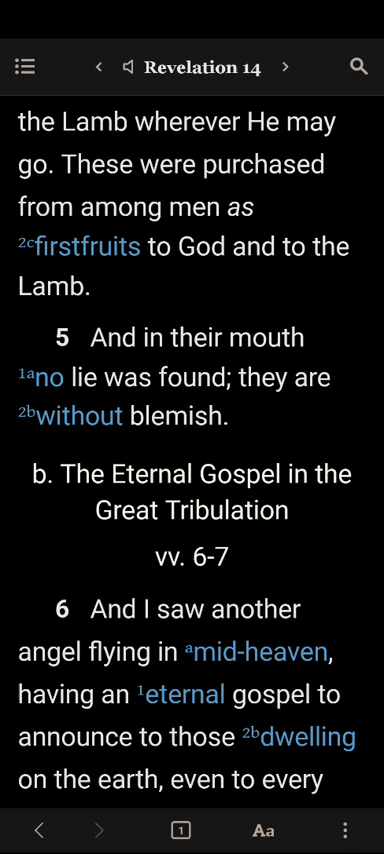 Revelation 14
the Lamb wherever He may
go. These were purchased
from among men as
2cfirstfruits to God and to the
Lamb.
5 And in their mouth
1ano lie was found; they are
2bwithout blemish.
b. The Eternal Gospel in the
Great Tribulation
vv. 6-7
6 And I saw another
angel flying in amid-heaven,
having an 1eternal gospel to
announce to those 2bdwelling
on the earth, even to every
1
Aa